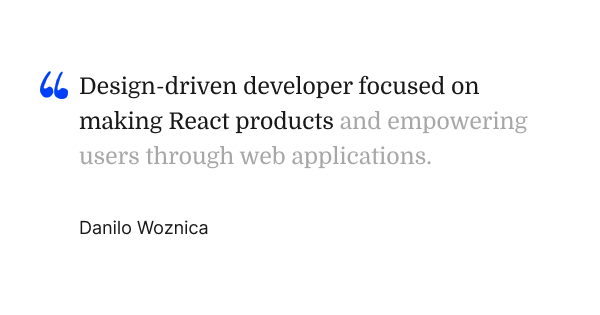 “ Design-driven developer focused on
making React products and empowering
users through web applications.
Danilo Woznica